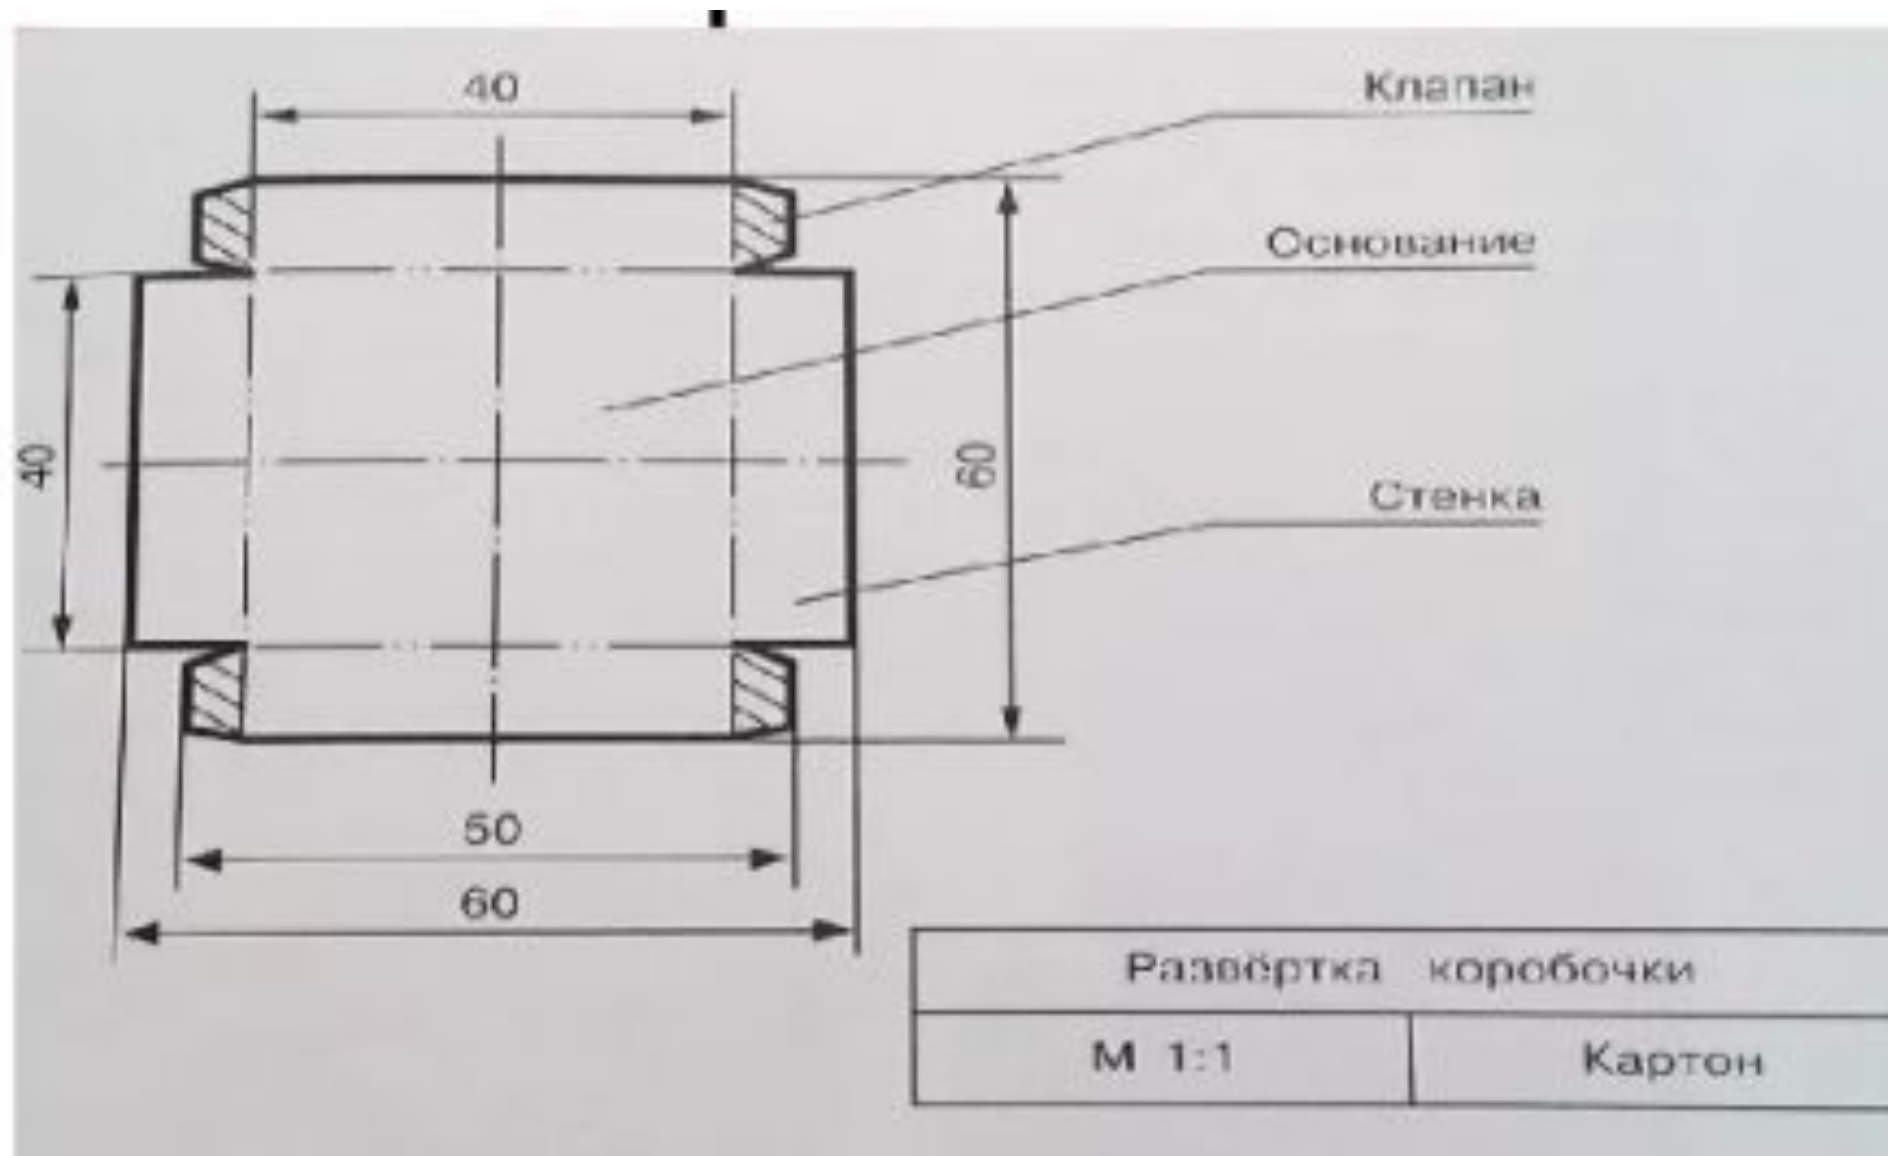 40
Клапан
Основание
40
60
Стенка
50
60
Развёртка коробочки
М 1:1
Картон